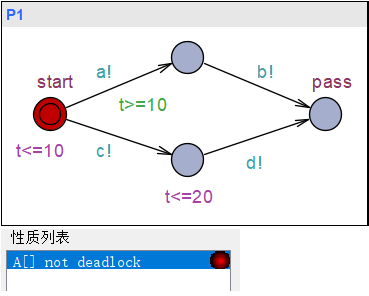 P1
start
a!
b!
pass
t>=10
t<=10
c!
d!
t<=20
性质列表
A[] not deadlock